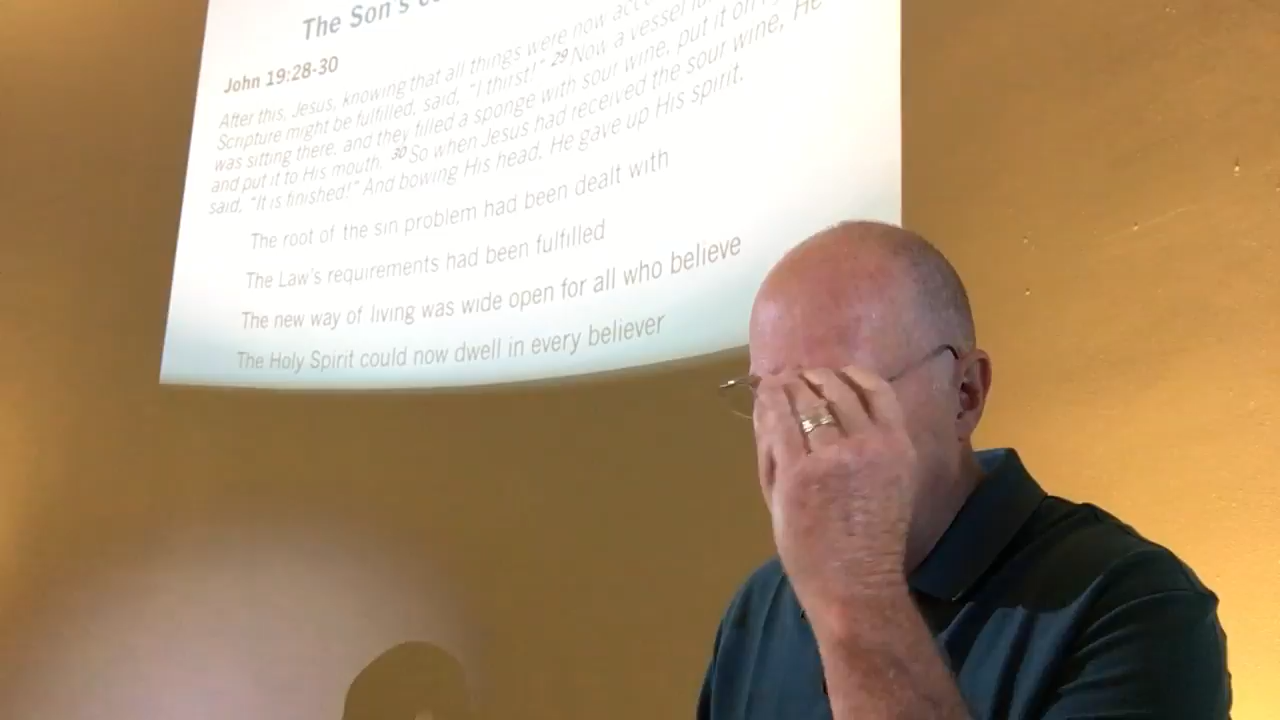 The Son's
John 19:28-30
After this, Jesus, knowing that all things were now
Scripture might be fulfilled, said, "I thirst!" 29 Now a vessel
was sitting there, and they filled a sponge with sour wine, put it on
and put it to His mouth. 30 So when Jesus had received the sour wine, He
said, "It is finished!" And bowing His head, He gave up His spirit.
The root of the sin problem had been dealt with
The Law's requirements had been fulfilled
The new way of living was wide open for all who believe
The Holy Spirit could now dwell in every believer